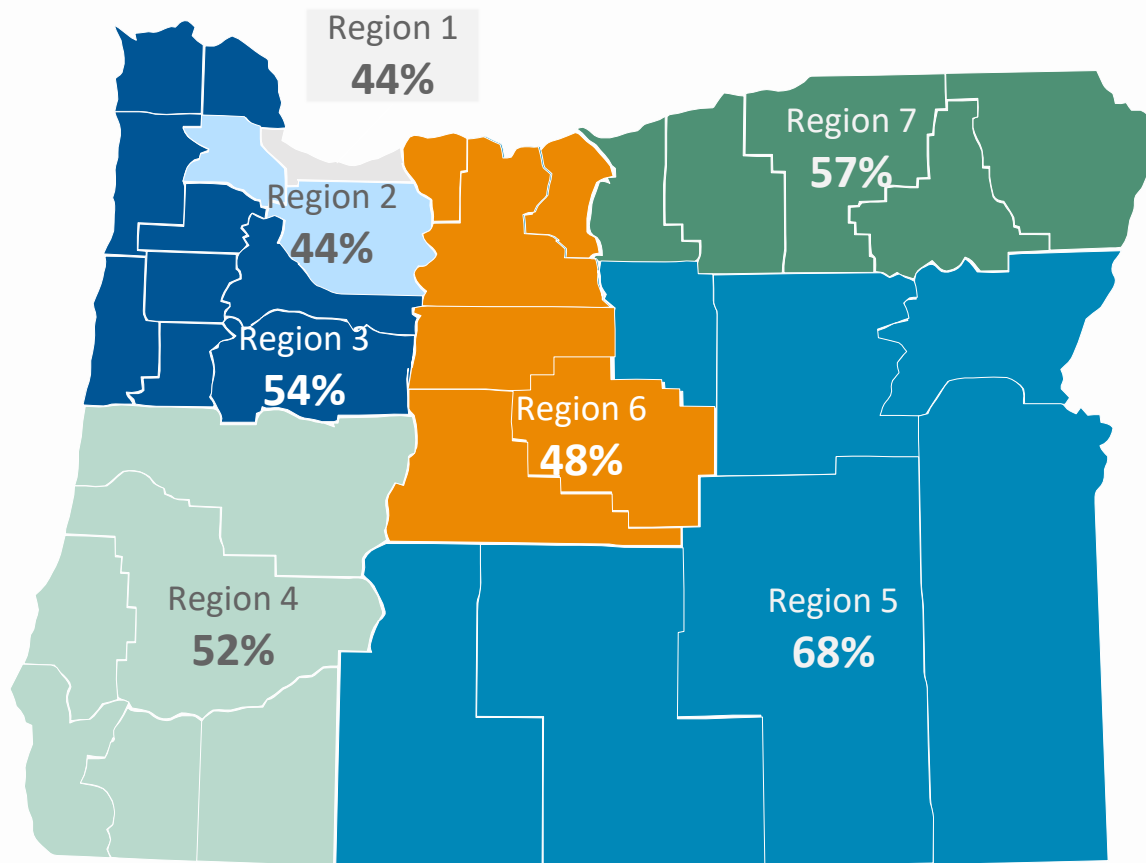 Region 1
44%
Region 7
57%
Region 2
44%
Region 3
54%
Region 6
48%
Region 4
52%
Region 5
68%